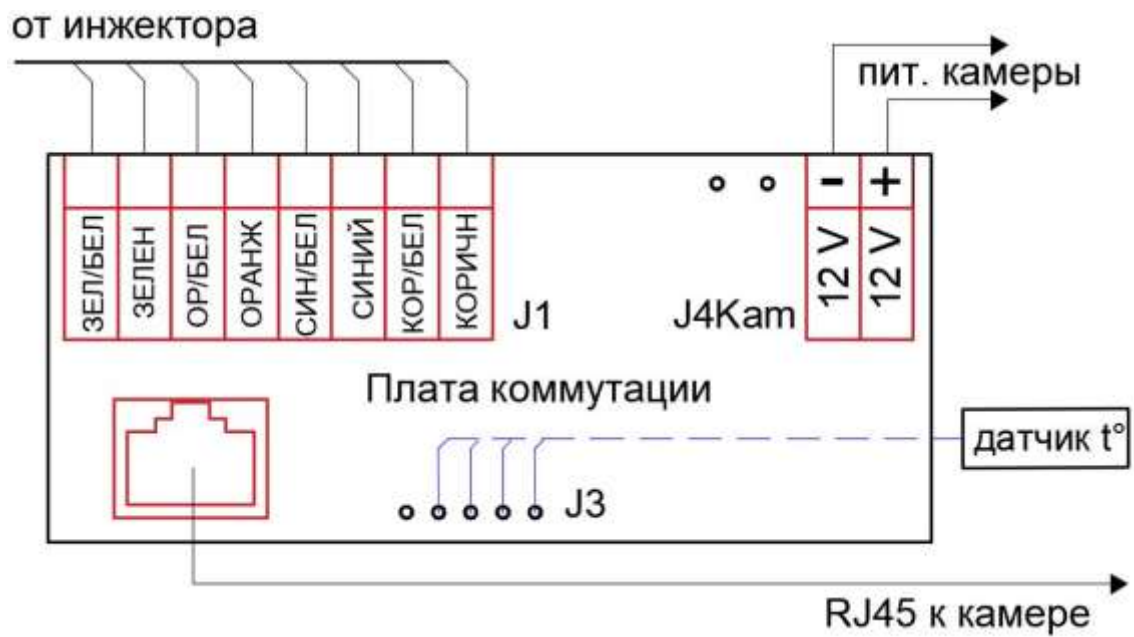 от инжектора
пит. камеры
- +
ЗЕЛ/БЕЛ
ЗЕЛЕН
ОР/БЕЛ
ОРАНЖ
СИН/БЕЛ
СИНИЙ
КОР/БЕЛ
КОРИЧН
J1
J4Kam
12 V
12 V
Плата коммутации
датчик t°
J3
RJ45 к камере